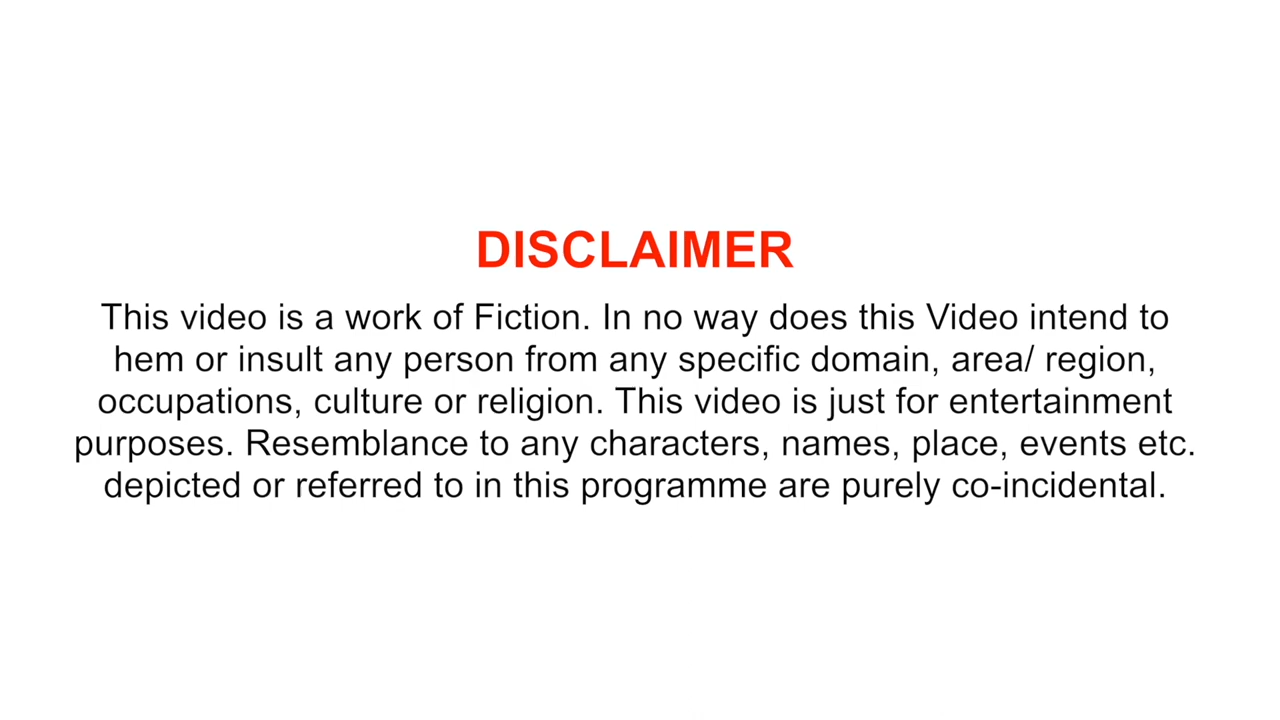 DISCLAIMER
This video is a work of Fiction. In no way does this Video intend to
hem or insult any person from any specific domain, area/ region,
occupations, culture or religion. This video is just for entertainment
purposes. Resemblance to any characters, names, place, events etc.
depicted or referred to in this programme are purely co-incidental.